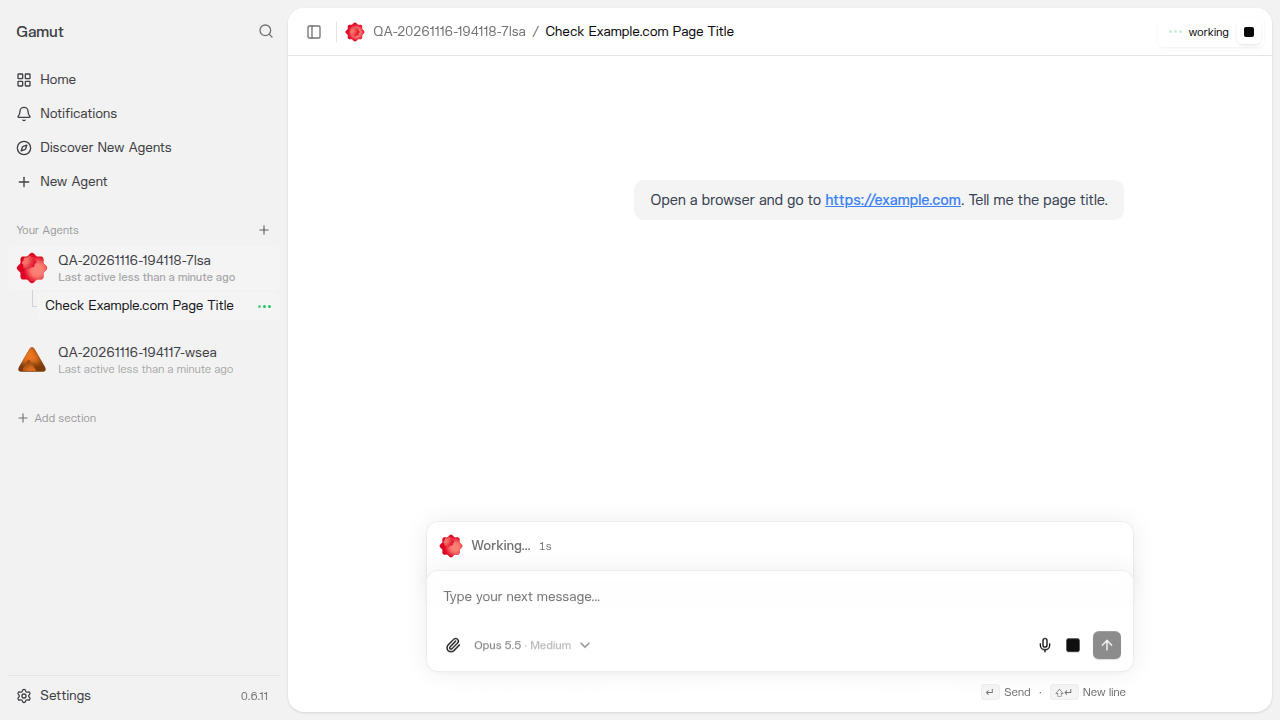 Gamut
Home
Notifications
Discover New Agents
New Agent
Your Agents
QA-20261116-194118-7lsa
Last active less than a minute ago
Check Example.com Page Title
QA-20261116-194117-wsea
Last active less than a minute ago
Add section
Settings
0.6.11
QA-20261116-194118-7lsa / Check Example.com Page Title
working
Open a browser and go to https://example.com. Tell me the page title.
Working... 1s
Type your next message...
Opus 5.5 · Medium
Send · New line